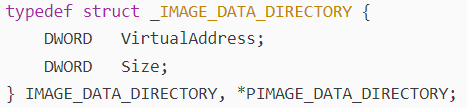 typedef struct _IMAGE_DATA_DIRECTORY {
    DWORD   VirtualAddress;
    DWORD   Size;
} IMAGE_DATA_DIRECTORY, *PIMAGE_DATA_DIRECTORY;